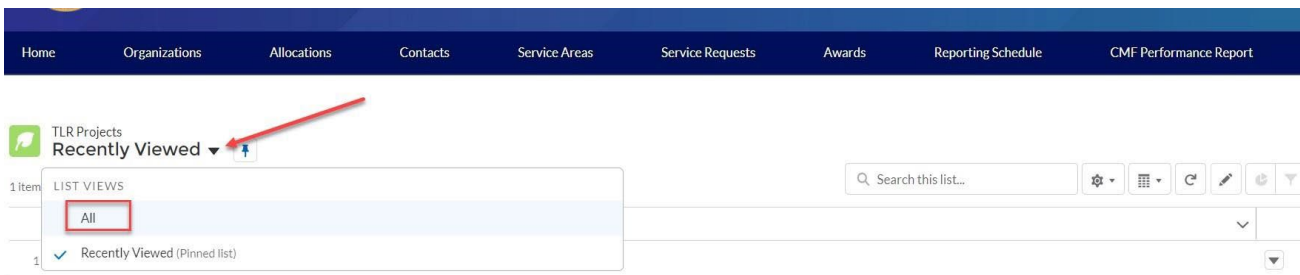 Home Organizations Allocations Contacts Service Areas Service Requests Awards Reporting Schedule CMF Performance Report
TLR Projects
Recently Viewed
1 item
Search this list...
LIST VIEWS
All
Recently Viewed (Pinned list)
1